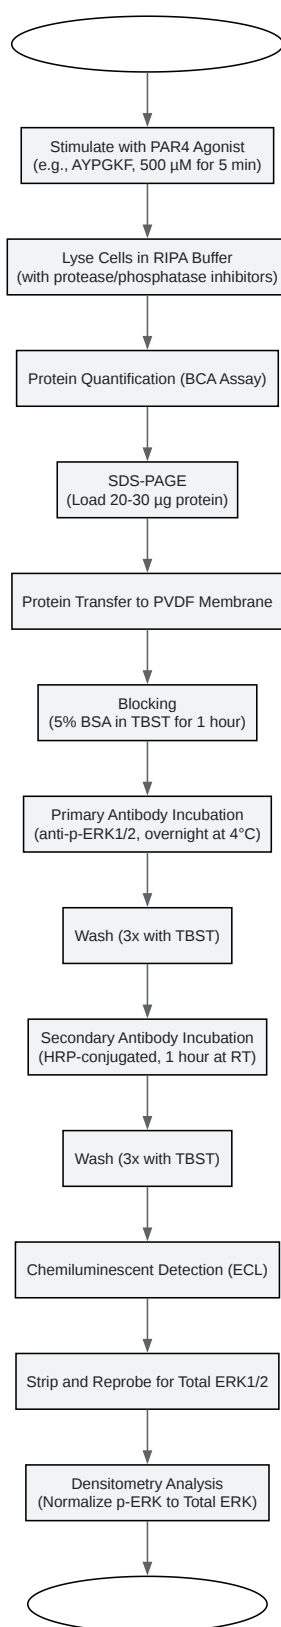 Stimulate with PAR4 Agonist
(e.g., AYPGKF, 500 µM for 5 min)
Lyse Cells in RIPA Buffer
(with protease/phosphatase inhibitors)
Protein Quantification (BCA Assay)
SDS-PAGE
(Load 20-30 µg protein)
Protein Transfer to PVDF Membrane
Blocking
(5% BSA in TBST for 1 hour)
Primary Antibody Incubation
(anti-p-ERK1/2, overnight at 4°C)
Wash (3x with TBST)
Secondary Antibody Incubation
(HRP-conjugated, 1 hour at RT)
Wash (3x with TBST)
Chemiluminescent Detection (ECL)
Strip and Reprobe for Total ERK1/2
Densitometry Analysis
(Normalize p-ERK to Total ERK)